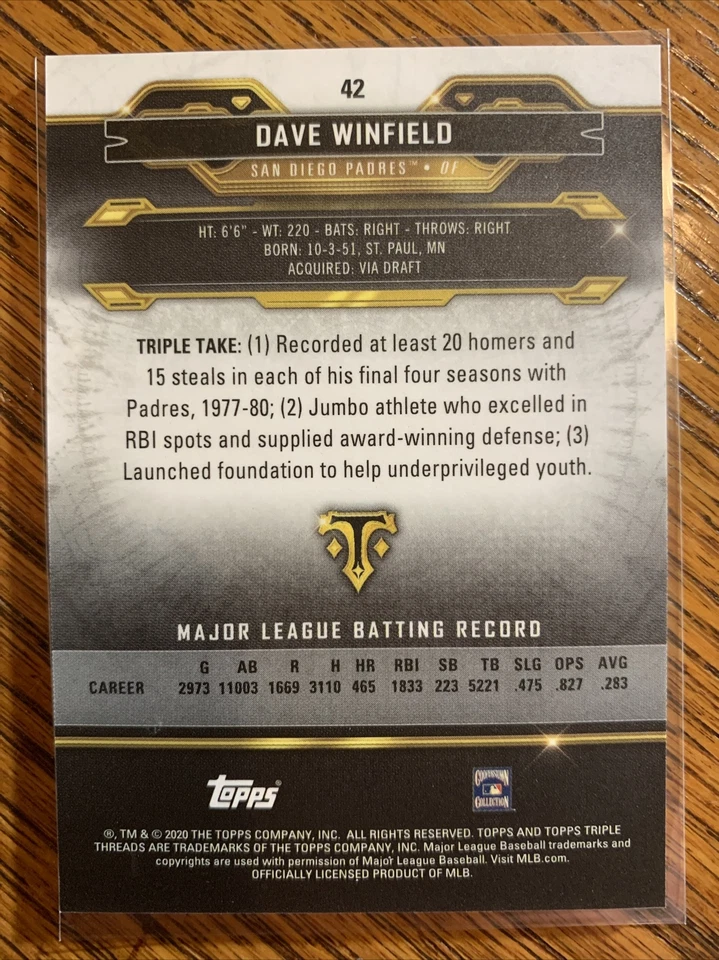 42
DAVE WINFIELD
SAN DIEGO PADRES™ • OF
HT: 6'6" - WT: 220 - BATS: RIGHT - THROWS: RIGHT
BORN: 10-3-51, ST. PAUL, MN
ACQUIRED: VIA DRAFT
TRIPLE TAKE: (1) Recorded at least 20 homers and
15 steals in each of his final four seasons with
Padres, 1977-80; (2) Jumbo athlete who excelled in
RBI spots and supplied award-winning defense; (3)
Launched foundation to help underprivileged youth.
T
MAJOR LEAGUE BATTING RECORD
G AB R H HR RBI SB TB SLG OPS AVG
CAREER 2973 11003 1669 3110 465 1833 223 5221 .475 .827 .283
topps®
COOPERSTOWN
COLLECTION
®, TM & © 2020 THE TOPPS COMPANY, INC. ALL RIGHTS RESERVED. TOPPS AND TOPPS TRIPLE
THREADS ARE TRADEMARKS OF THE TOPPS COMPANY, INC. Major League Baseball trademarks and
copyrights are used with permission of Major League Baseball. Visit MLB.com.
OFFICIALLY LICENSED PRODUCT OF MLB.